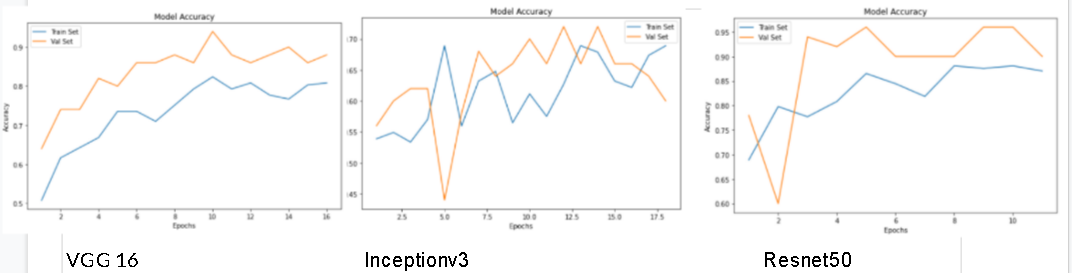 Model Accuracy
Train Set
Val Set
Accuracy
0.9
0.8
0.7
0.6
0.5
2 4 6 8 10 12 14 16
Epochs
VGG 16
Model Accuracy
Train Set
Val Set
.70
.65
.60
.55
.50
.45
2.5 5.0 7.5 10.0 12.5 15.0 17.5
Epochs
Inceptionv3
Model Accuracy
Train Set
Val Set
Accuracy
0.95
0.90
0.85
0.80
0.75
0.70
0.65
0.60
2 4 6 8 10
Epochs
Resnet50